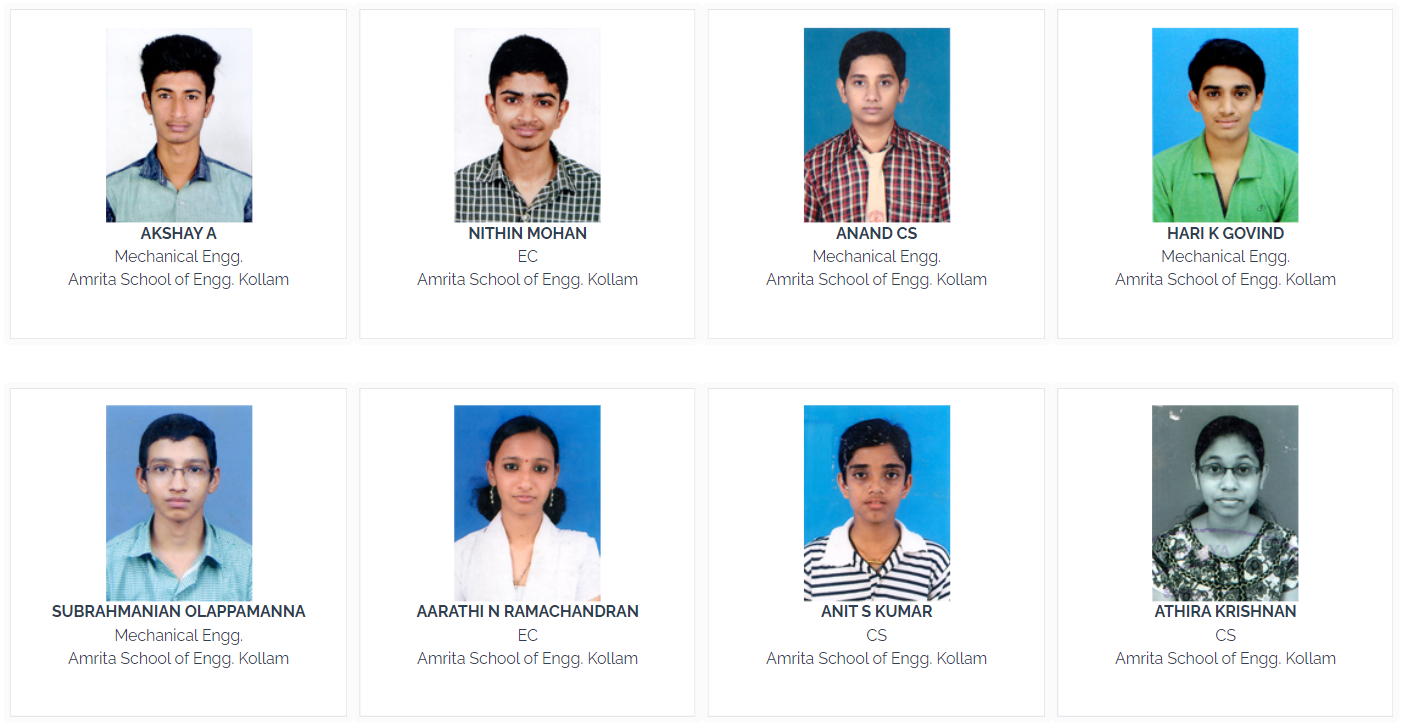 AKSHAY A
Mechanical Engg.
Amrita School of Engg. Kollam
NITHIN MOHAN
EC
Amrita School of Engg. Kollam
ANAND CS
Mechanical Engg.
Amrita School of Engg. Kollam
HARI K GOVIND
Mechanical Engg.
Amrita School of Engg. Kollam
SUBRAHMANIAN OLAPPAMANNA
Mechanical Engg.
Amrita School of Engg. Kollam
AARATHI N RAMACHANDRAN
EC
Amrita School of Engg. Kollam
ANIT S KUMAR
CS
Amrita School of Engg. Kollam
ATHIRA KRISHNAN
CS
Amrita School of Engg. Kollam